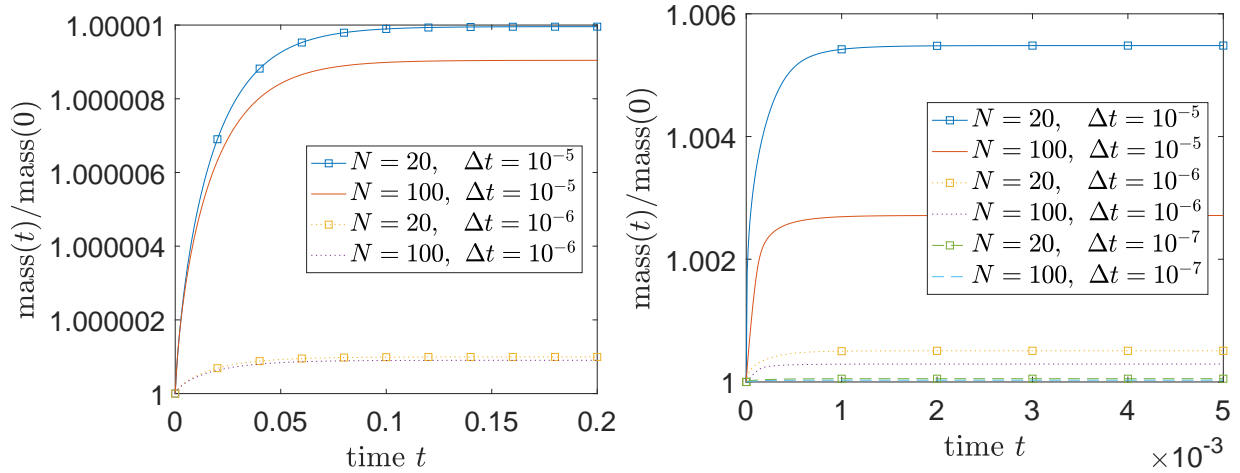 1.00001
1.000008
1.000006
1.000004
1.000002
1
mass(t)/mass(0)
N = 20, Δt = 10⁻⁵
N = 100, Δt = 10⁻⁵
N = 20, Δt = 10⁻⁶
N = 100, Δt = 10⁻⁶
0 0.05 0.1 0.15 0.2
time t
1.006
1.004
1.002
1
mass(t)/mass(0)
N = 20, Δt = 10⁻⁵
N = 100, Δt = 10⁻⁵
N = 20, Δt = 10⁻⁶
N = 100, Δt = 10⁻⁶
N = 20, Δt = 10⁻⁷
N = 100, Δt = 10⁻⁷
0 1 2 3 4 5
time t
×10⁻³